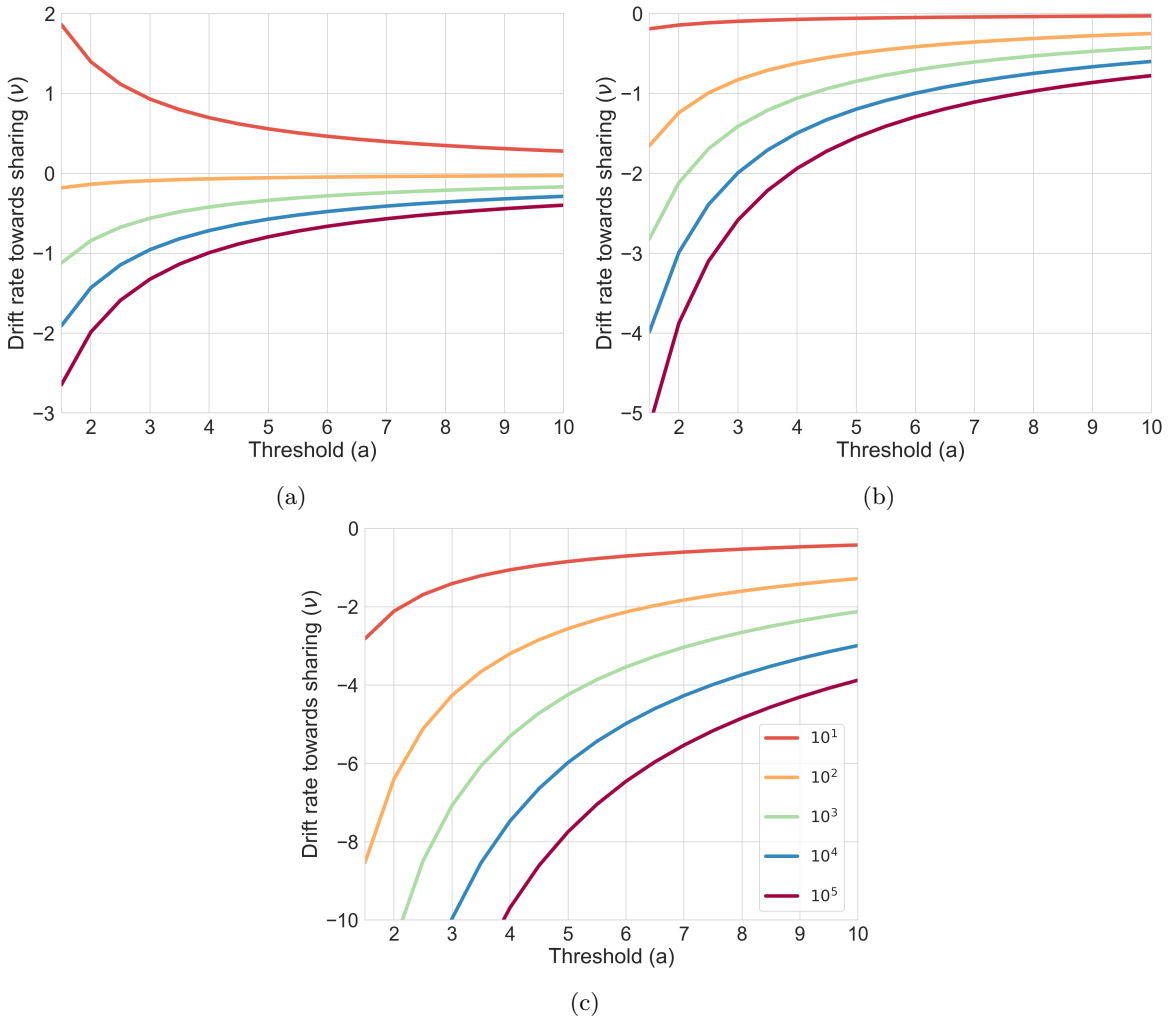 2
1
0
−1
−2
−3
Drift rate towards sharing (ν)
2 3 4 5 6 7 8 9 10
Threshold (a)
(a)
0
−1
−2
−3
−4
−5
Drift rate towards sharing (ν)
2 3 4 5 6 7 8 9 10
Threshold (a)
(b)
0
−2
−4
−6
−8
−10
Drift rate towards sharing (ν)
10¹
10²
10³
10⁴
10⁵
2 3 4 5 6 7 8 9 10
Threshold (a)
(c)